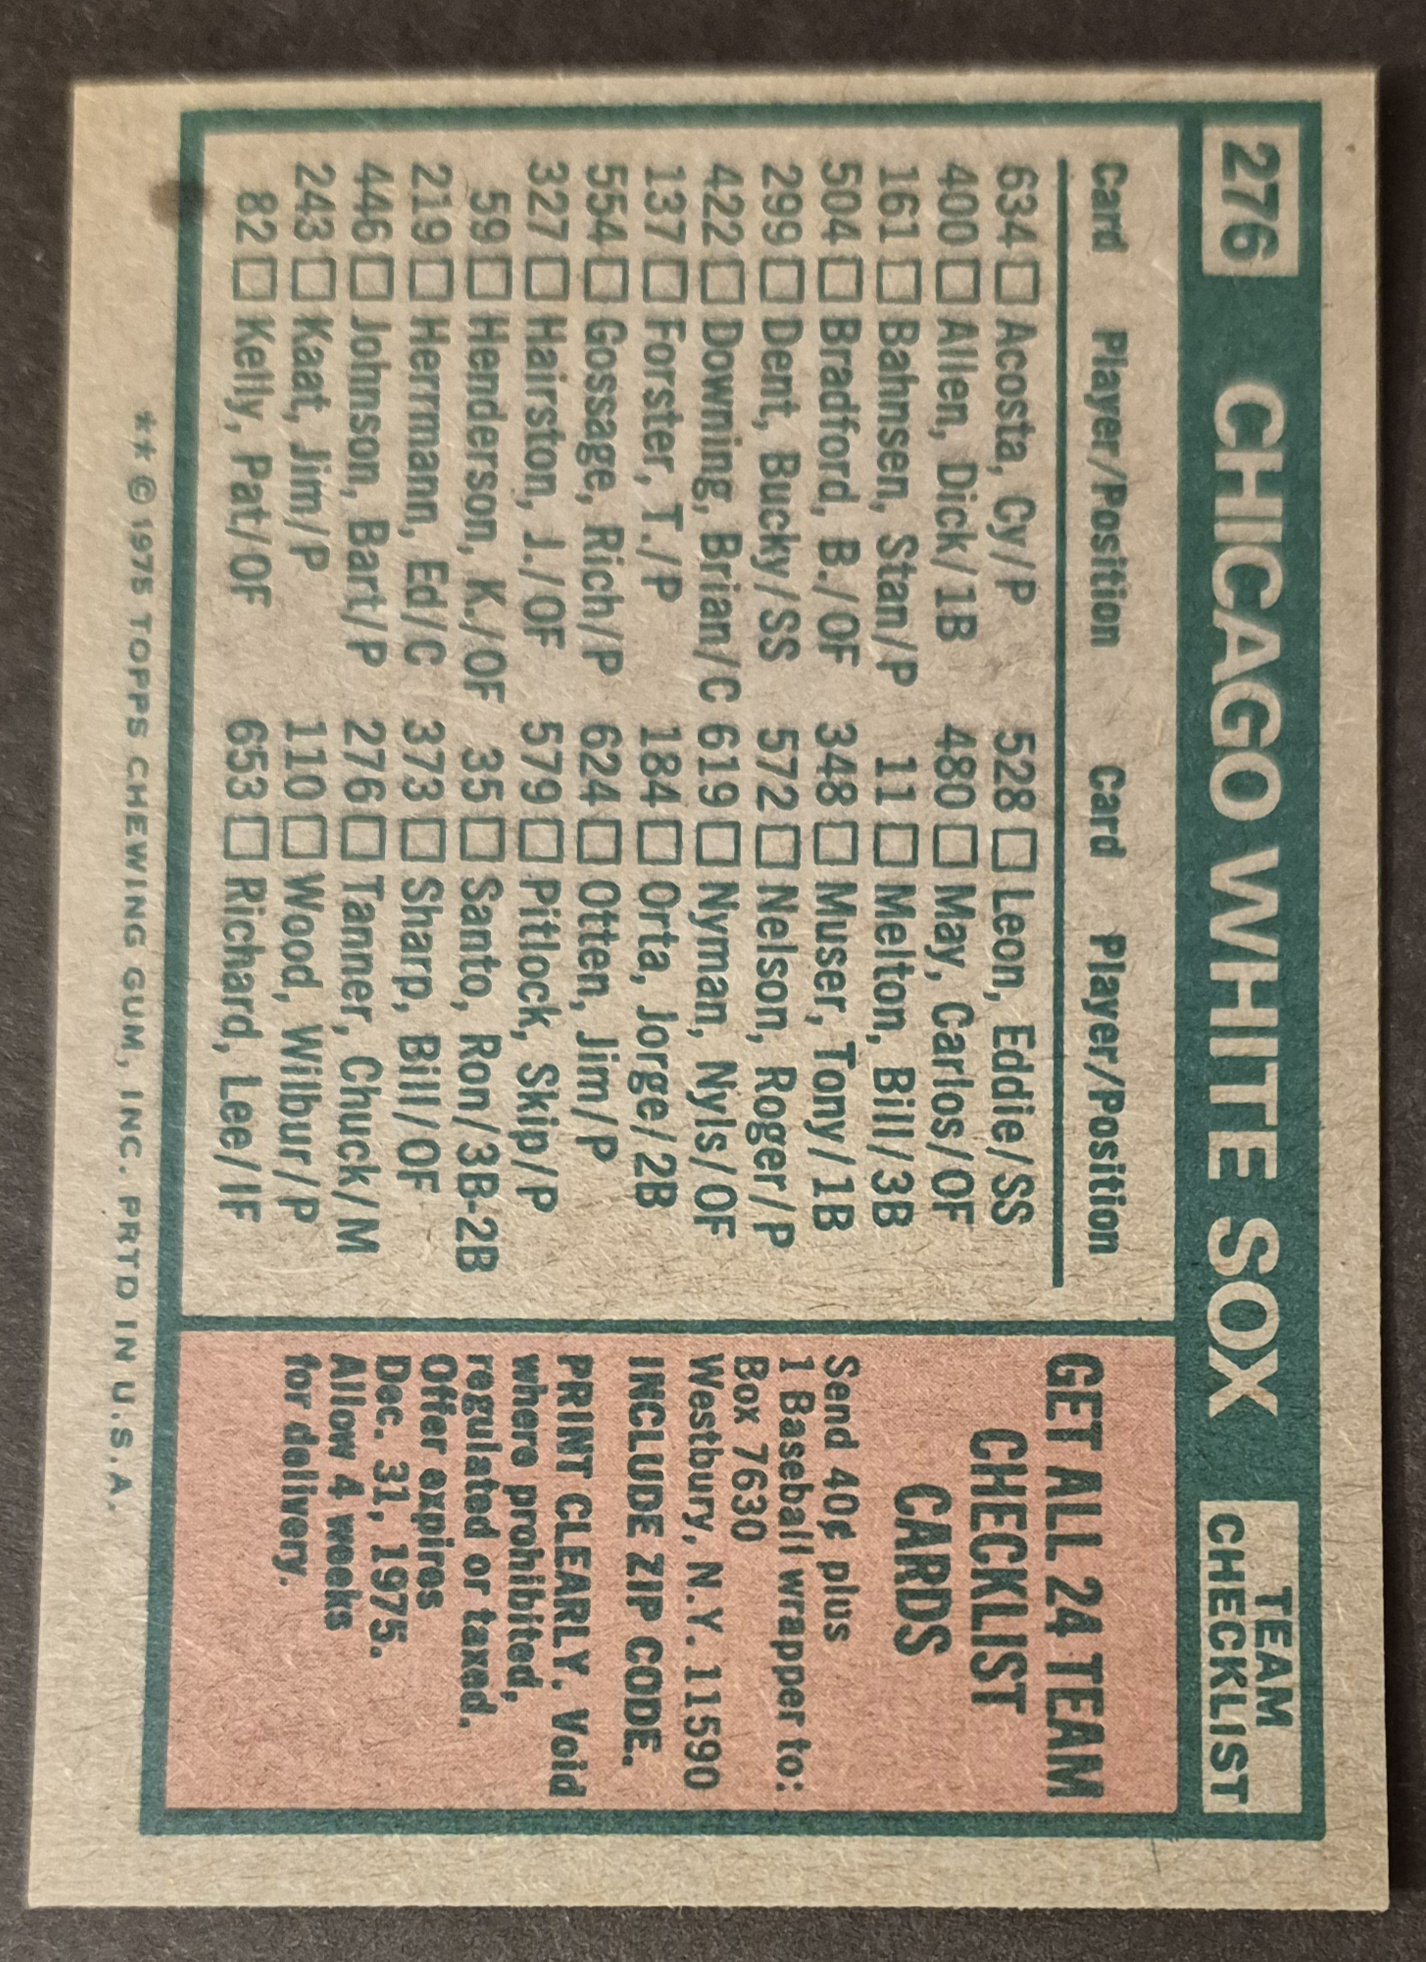 276 CHICAGO WHITE SOX TEAM CHECKLIST
Card Player/Position Card Player/Position
634 Acosta, Cy/P 528 Leon, Eddie/SS
400 Allen, Dick/1B 480 May, Carlos/OF
161 Bahnsen, Stan/P 11 Melton, Bill/3B
504 Bradford, B./OF 348 Muser, Tony/1B
299 Dent, Bucky/SS 572 Nelson, Roger/P
422 Downing, Brian/C 619 Nyman, Nyls/OF
137 Forster, T./P 184 Orta, Jorge/2B
554 Gossage, Rich/P 624 Otten, Jim/P
327 Hairston, J./OF 579 Pitlock, Skip/P
59 Henderson, K./OF 35 Santo, Ron/3B-2B
219 Herrmann, Ed/C 373 Sharp, Bill/OF
446 Johnson, Bart/P 276 Tanner, Chuck/M
243 Kaat, Jim/P 110 Wood, Wilbur/P
82 Kelly, Pat/OF 653 Richard, Lee/IF
GET ALL 24 TEAM
CHECKLIST
CARDS
Send 40¢ plus
1 Baseball wrapper to:
Box 7630
Westbury, N.Y. 11590
INCLUDE ZIP CODE.
PRINT CLEARLY. Void
where prohibited,
regulated or taxed.
Offer expires
Dec. 31, 1975.
Allow 4 weeks
for delivery.
** © 1975 TOPPS CHEWING GUM, INC. PRTD IN U.S.A.